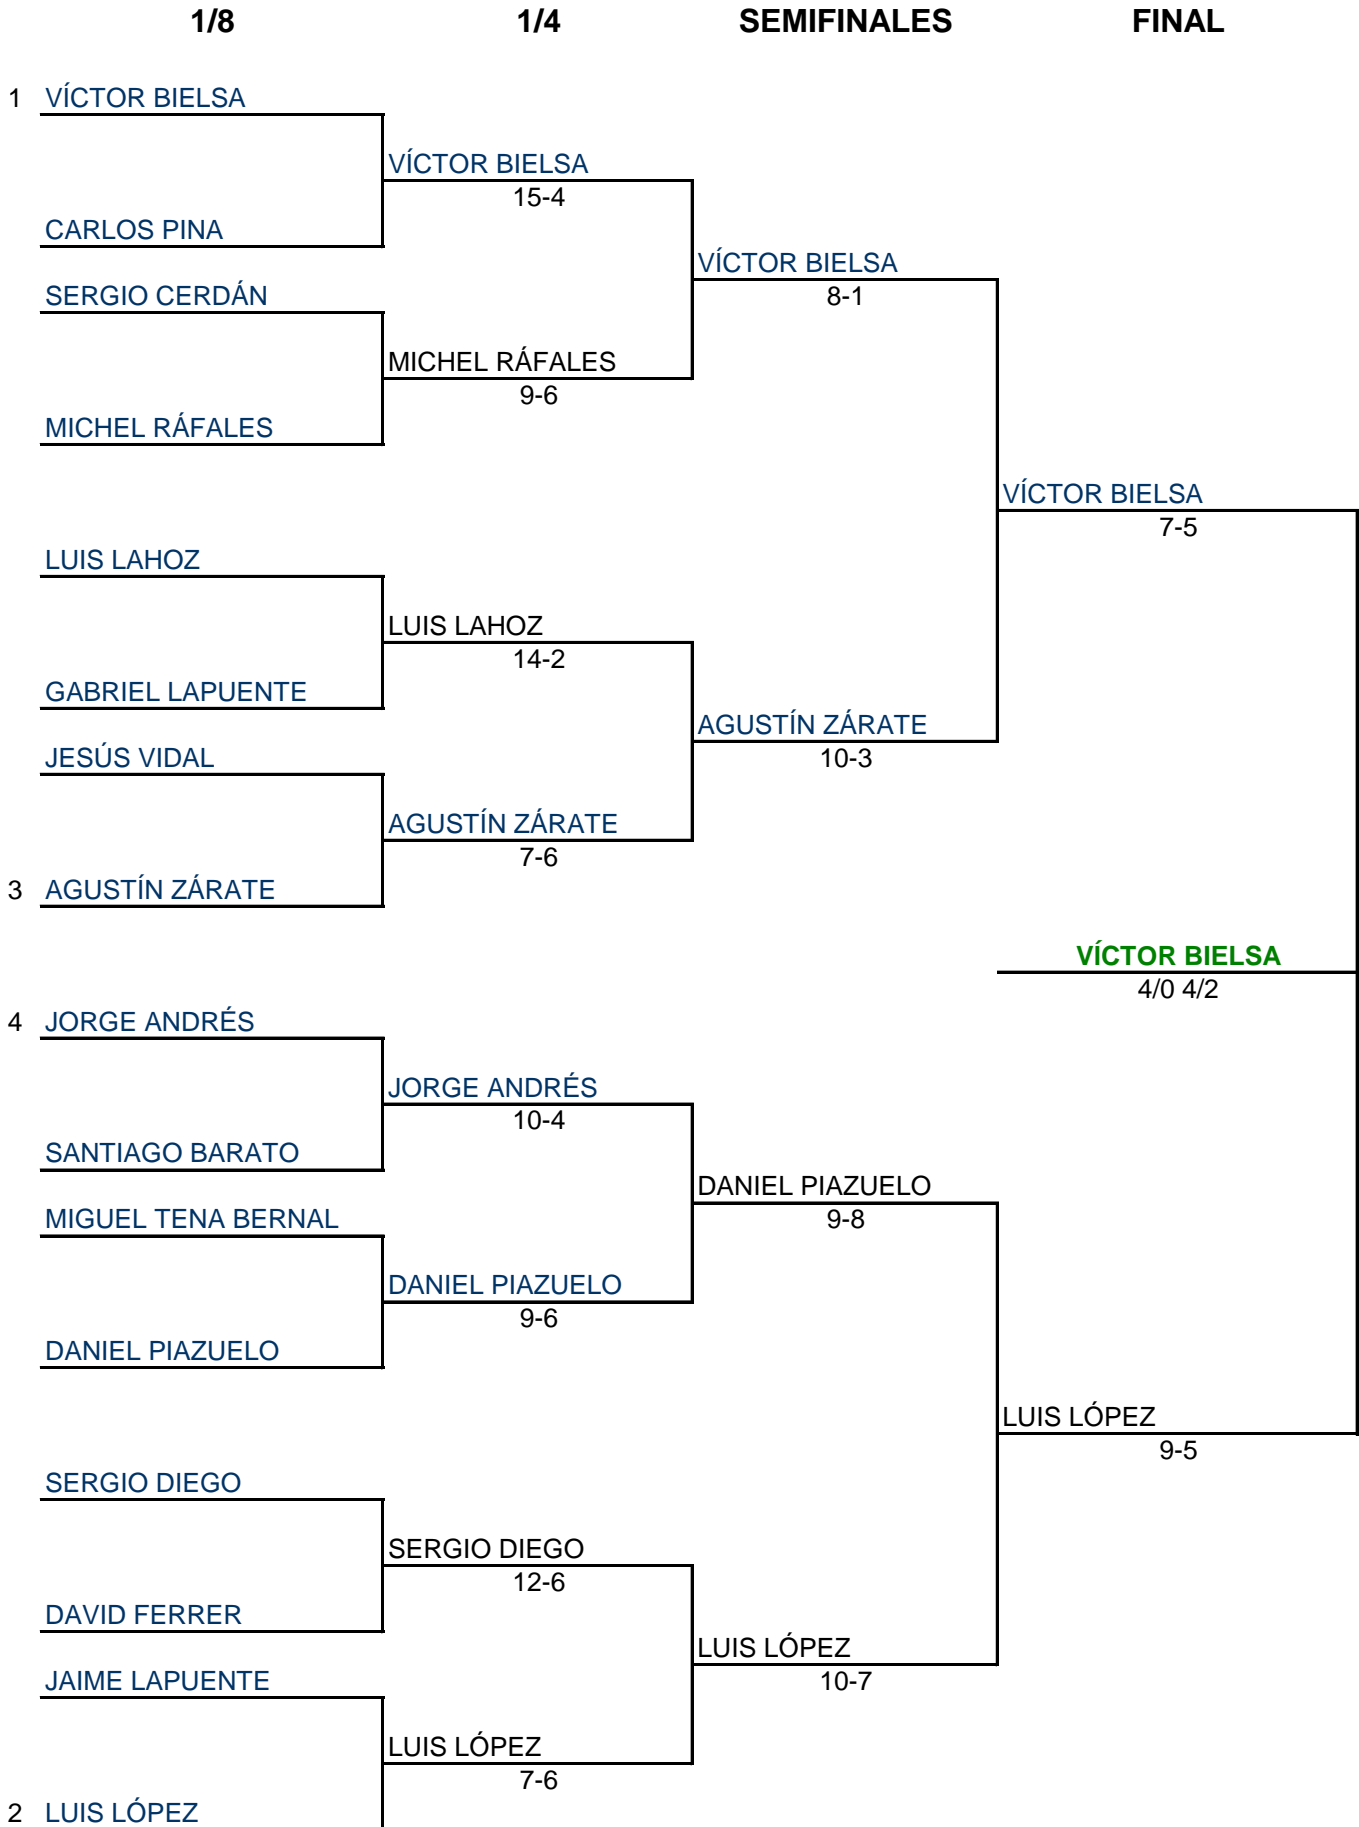 1/8 1/4 SEMIFINALES FINAL
1 VÍCTOR BIELSA
VÍCTOR BIELSA
15-4
CARLOS PINA
VÍCTOR BIELSA
SERGIO CERDÁN
8-1
MICHEL RÁFALES
9-6
MICHEL RÁFALES
VÍCTOR BIELSA
7-5
LUIS LAHOZ
LUIS LAHOZ
14-2
GABRIEL LAPUENTE
AGUSTÍN ZÁRATE
JESÚS VIDAL
10-3
AGUSTÍN ZÁRATE
7-6
3 AGUSTÍN ZÁRATE
VÍCTOR BIELSA
4/0 4/2
4 JORGE ANDRÉS
JORGE ANDRÉS
10-4
SANTIAGO BARATO
DANIEL PIAZUELO
MIGUEL TENA BERNAL
9-8
DANIEL PIAZUELO
9-6
DANIEL PIAZUELO
LUIS LÓPEZ
9-5
SERGIO DIEGO
SERGIO DIEGO
12-6
DAVID FERRER
LUIS LÓPEZ
JAIME LAPUENTE
10-7
LUIS LÓPEZ
7-6
2 LUIS LÓPEZ